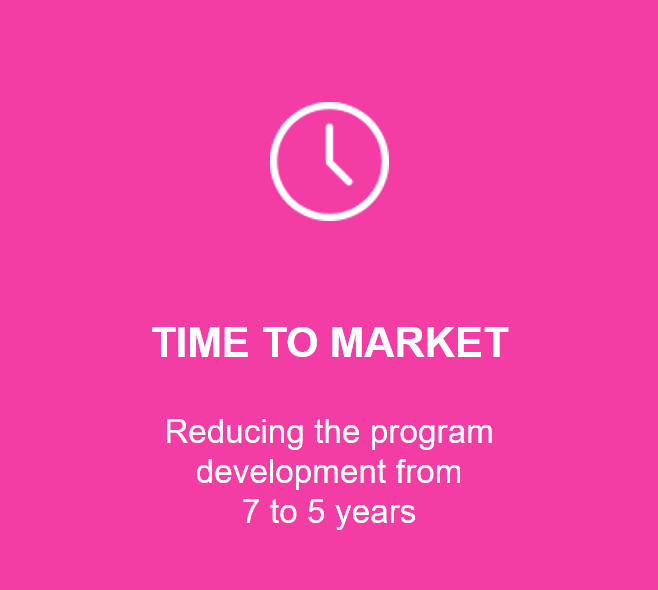 TIME TO MARKET
Reducing the program
development from
7 to 5 years